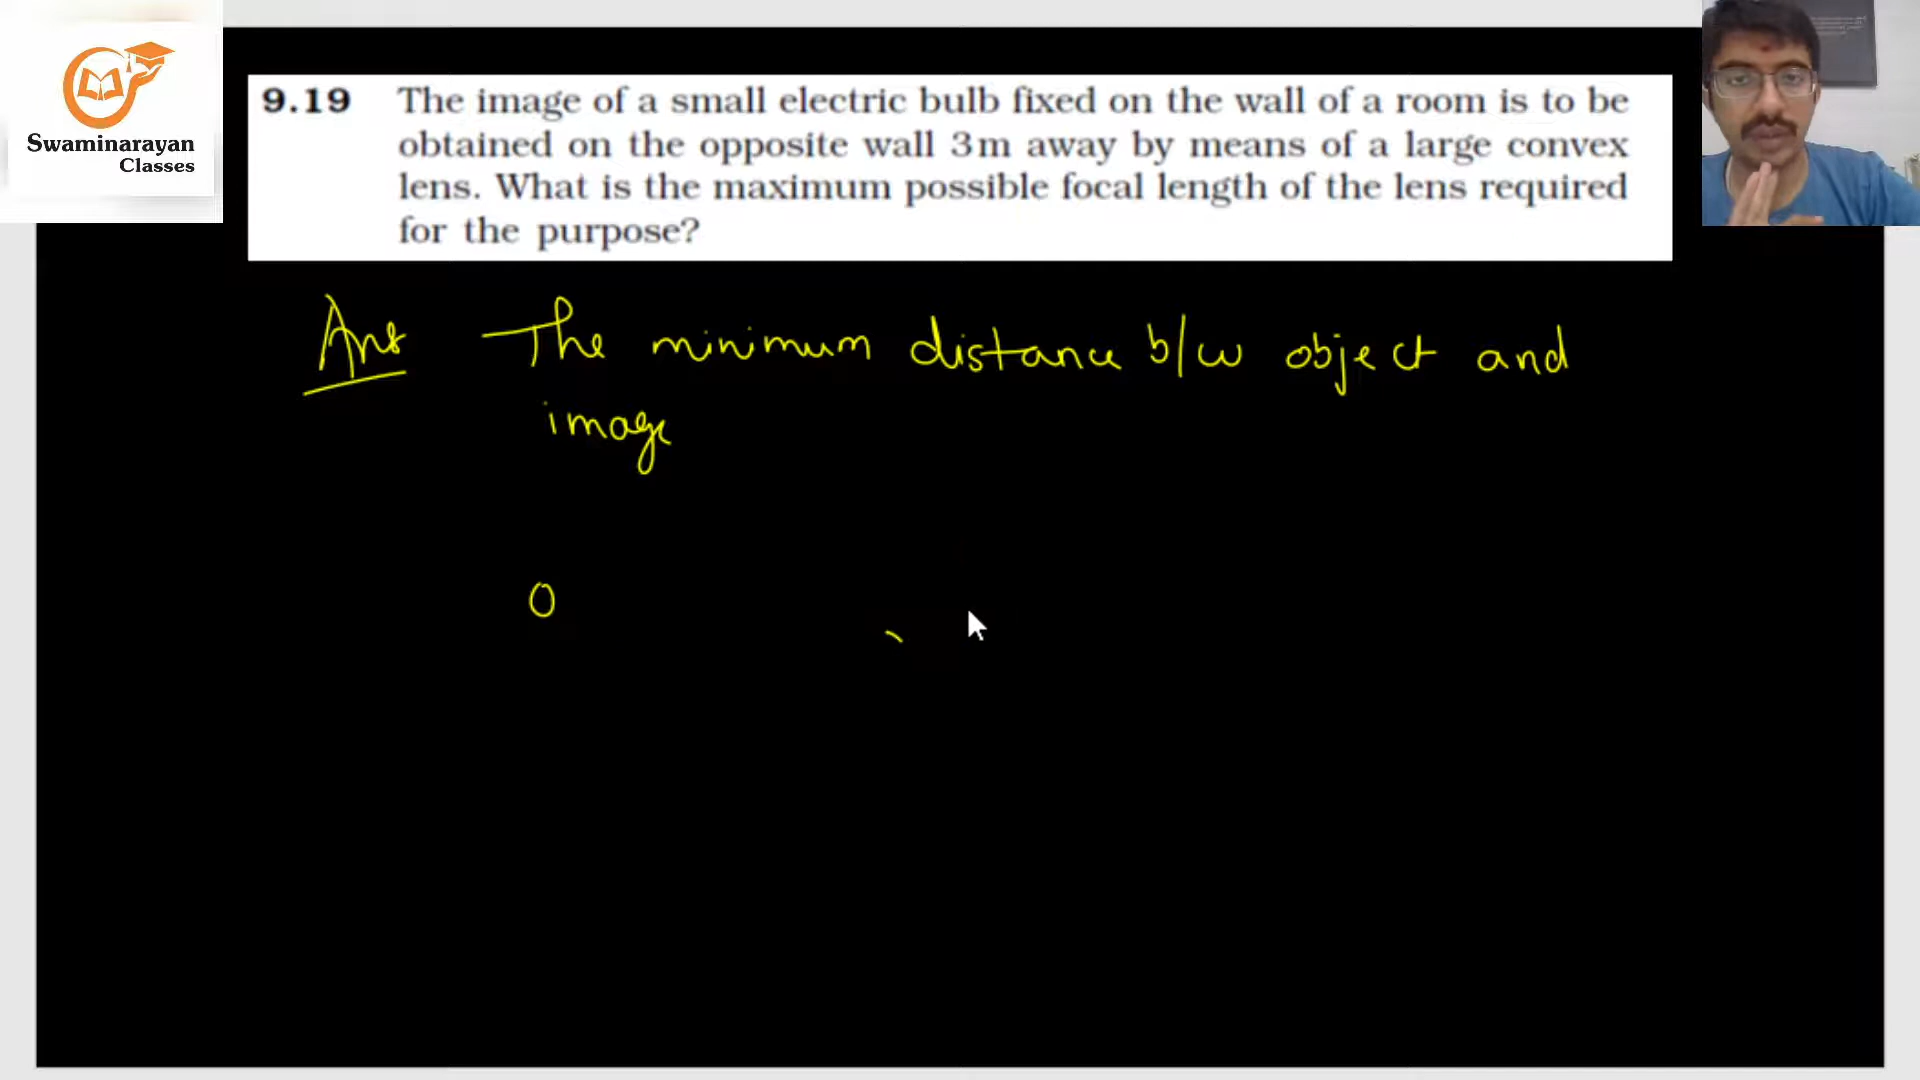 Swaminarayan
Classes
9.19 The image of a small electric bulb fixed on the wall of a room is to be
obtained on the opposite wall 3m away by means of a large convex
lens. What is the maximum possible focal length of the lens required
for the purpose?
Ans The minimum distance b/w object and
image
O